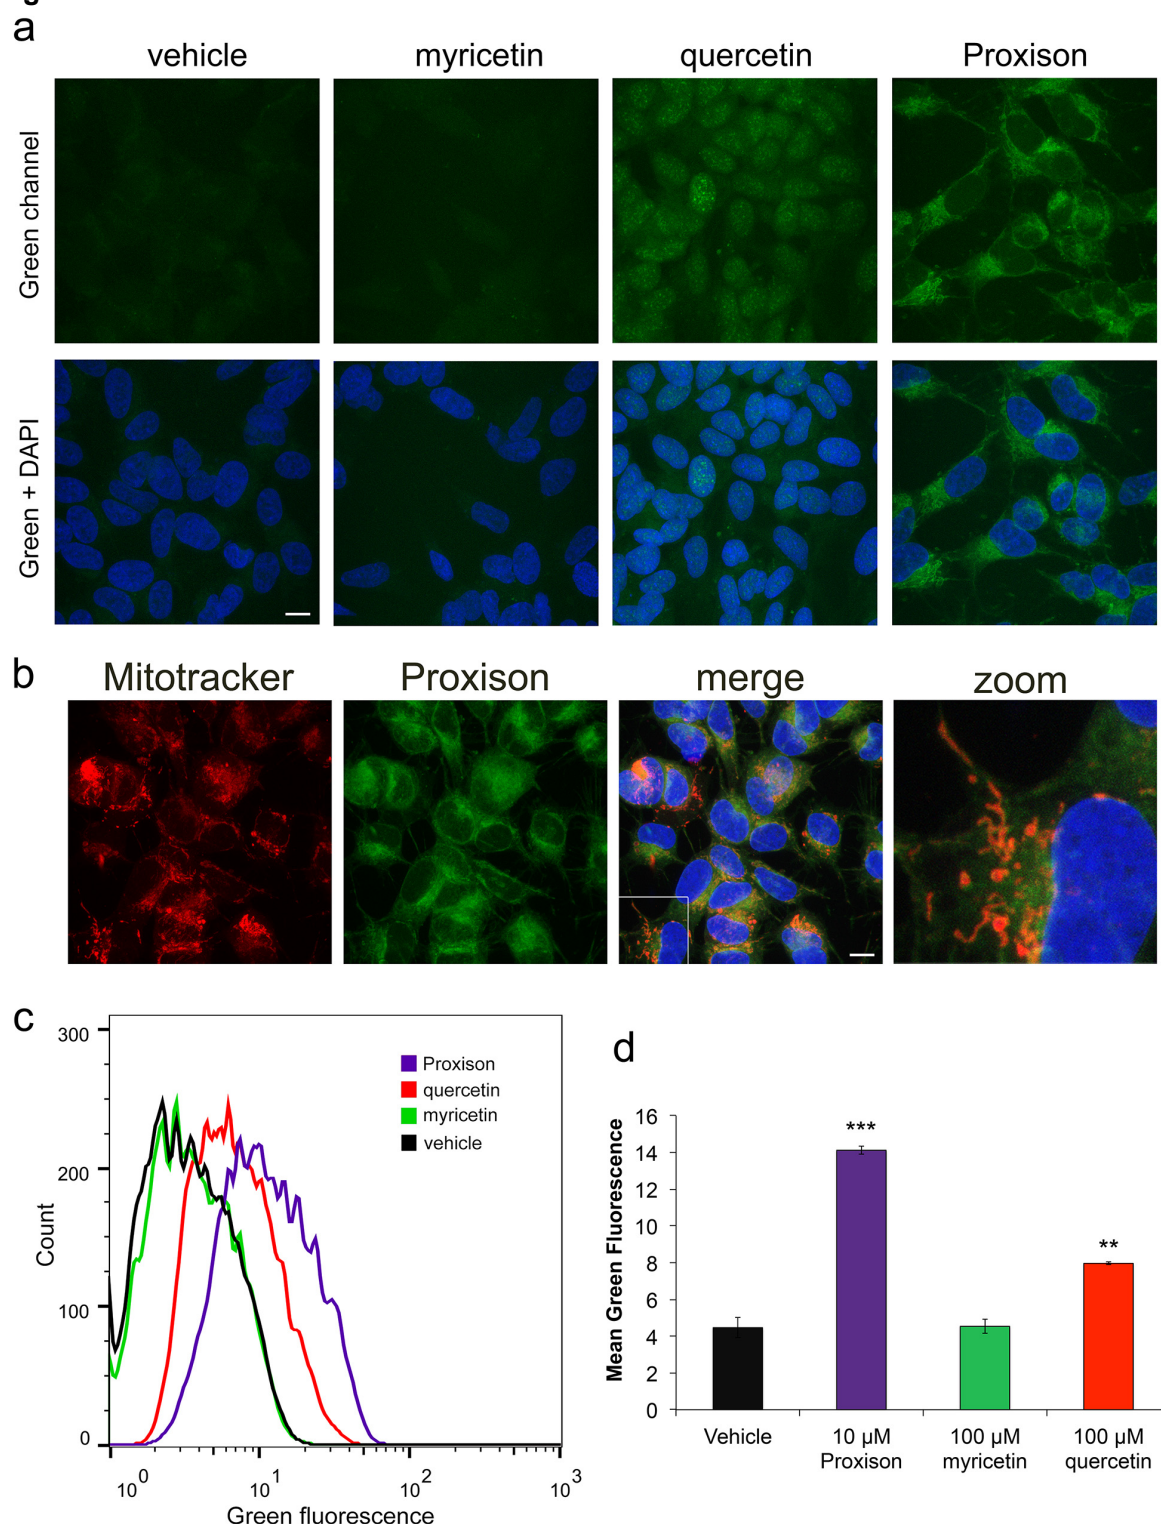 a
vehicle
myricetin
quercetin
Proxison
Green channel
Green + DAPI
b
Mitotracker
Proxison
merge
zoom
c
300
200
100
0
Count
Proxison
quercetin
myricetin
vehicle
10^0
10^1
10^2
10^3
Green fluorescence
d
Mean Green Fluorescence
16
14
12
10
8
6
4
2
0
***
**
Vehicle
10 µM
Proxison
100 µM
myricetin
100 µM
quercetin